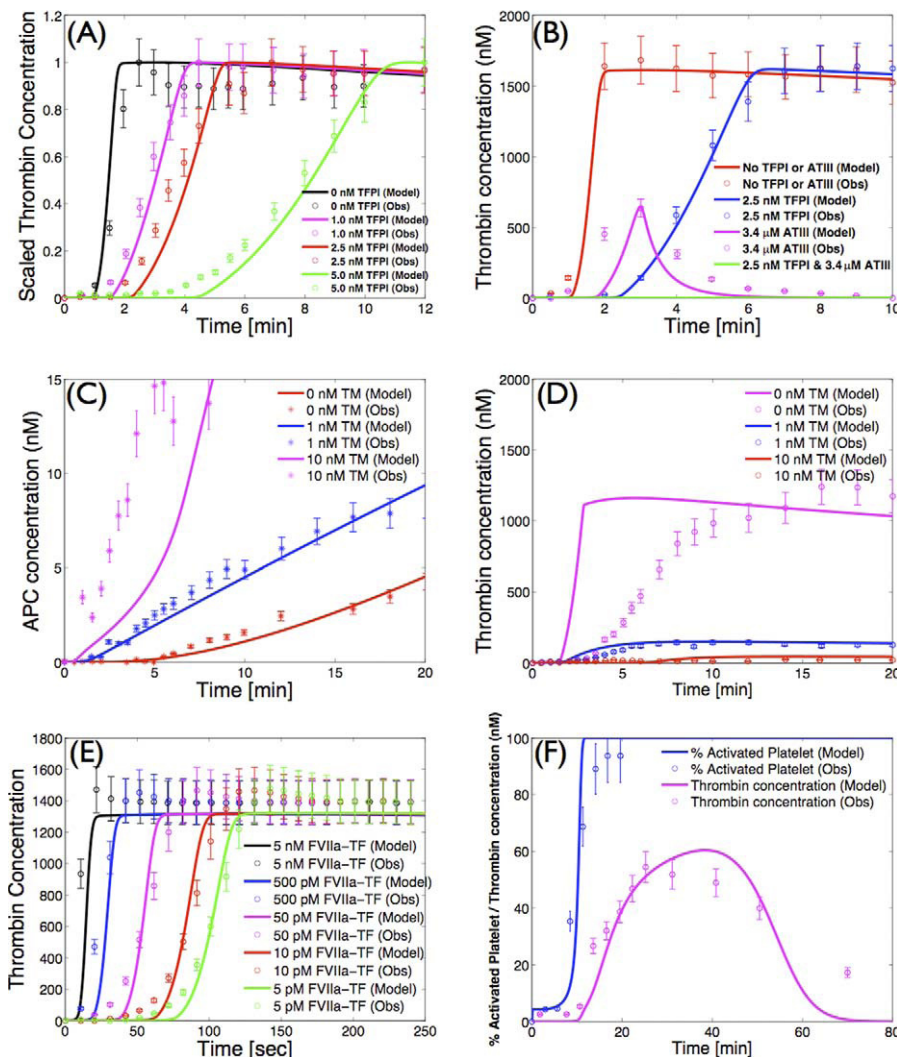 (A)
Scaled Thrombin Concentration
1.2
1
0.8
0.6
0.4
0.2
0
0 2 4 6 8 10 12
Time [min]
0 nM TFPI (Model)
0 nM TFPI (Obs)
1.0 nM TFPI (Model)
1.0 nM TFPI (Obs)
2.5 nM TFPI (Model)
2.5 nM TFPI (Obs)
5.0 nM TFPI (Model)
5.0 nM TFPI (Obs)
(B)
Thrombin concentration (nM)
2000
1500
1000
500
0
0 2 4 6 8 10
Time [min]
No TFPI or ATIII (Model)
No TFPI or ATIII (Obs)
2.5 nM TFPI (Model)
2.5 nM TFPI (Obs)
3.4 μM ATIII (Model)
3.4 μM ATIII (Obs)
2.5 nM TFPI & 3.4 μM ATIII
(C)
APC concentration (nM)
15
10
5
0
0 5 10 15 20
Time [min]
0 nM TM (Model)
0 nM TM (Obs)
1 nM TM (Model)
1 nM TM (Obs)
10 nM TM (Model)
10 nM TM (Obs)
(D)
Thrombin concentration (nM)
2000
1500
1000
500
0
0 5 10 15 20
Time [min]
0 nM TM (Model)
0 nM TM (Obs)
1 nM TM (Model)
1 nM TM (Obs)
10 nM TM (Model)
10 nM TM (Obs)
(E)
Thrombin Concentration
1800
1600
1400
1200
1000
800
600
400
200
0
0 50 100 150 200 250
Time [sec]
5 nM FVIIa–TF (Model)
5 nM FVIIa–TF (Obs)
500 pM FVIIa–TF (Model)
500 pM FVIIa–TF (Obs)
50 pM FVIIa–TF (Model)
50 pM FVIIa–TF (Obs)
10 pM FVIIa–TF (Model)
10 pM FVIIa–TF (Obs)
5 pM FVIIa–TF (Model)
5 pM FVIIa–TF (Obs)
(F)
% Activated Platelet / Thrombin concentration (nM)
100
80
60
40
20
0
0 20 40 60 80
Time [min]
% Activated Platelet (Model)
% Activated Platelet (Obs)
Thrombin concentration (Model)
Thrombin concentration (Obs)